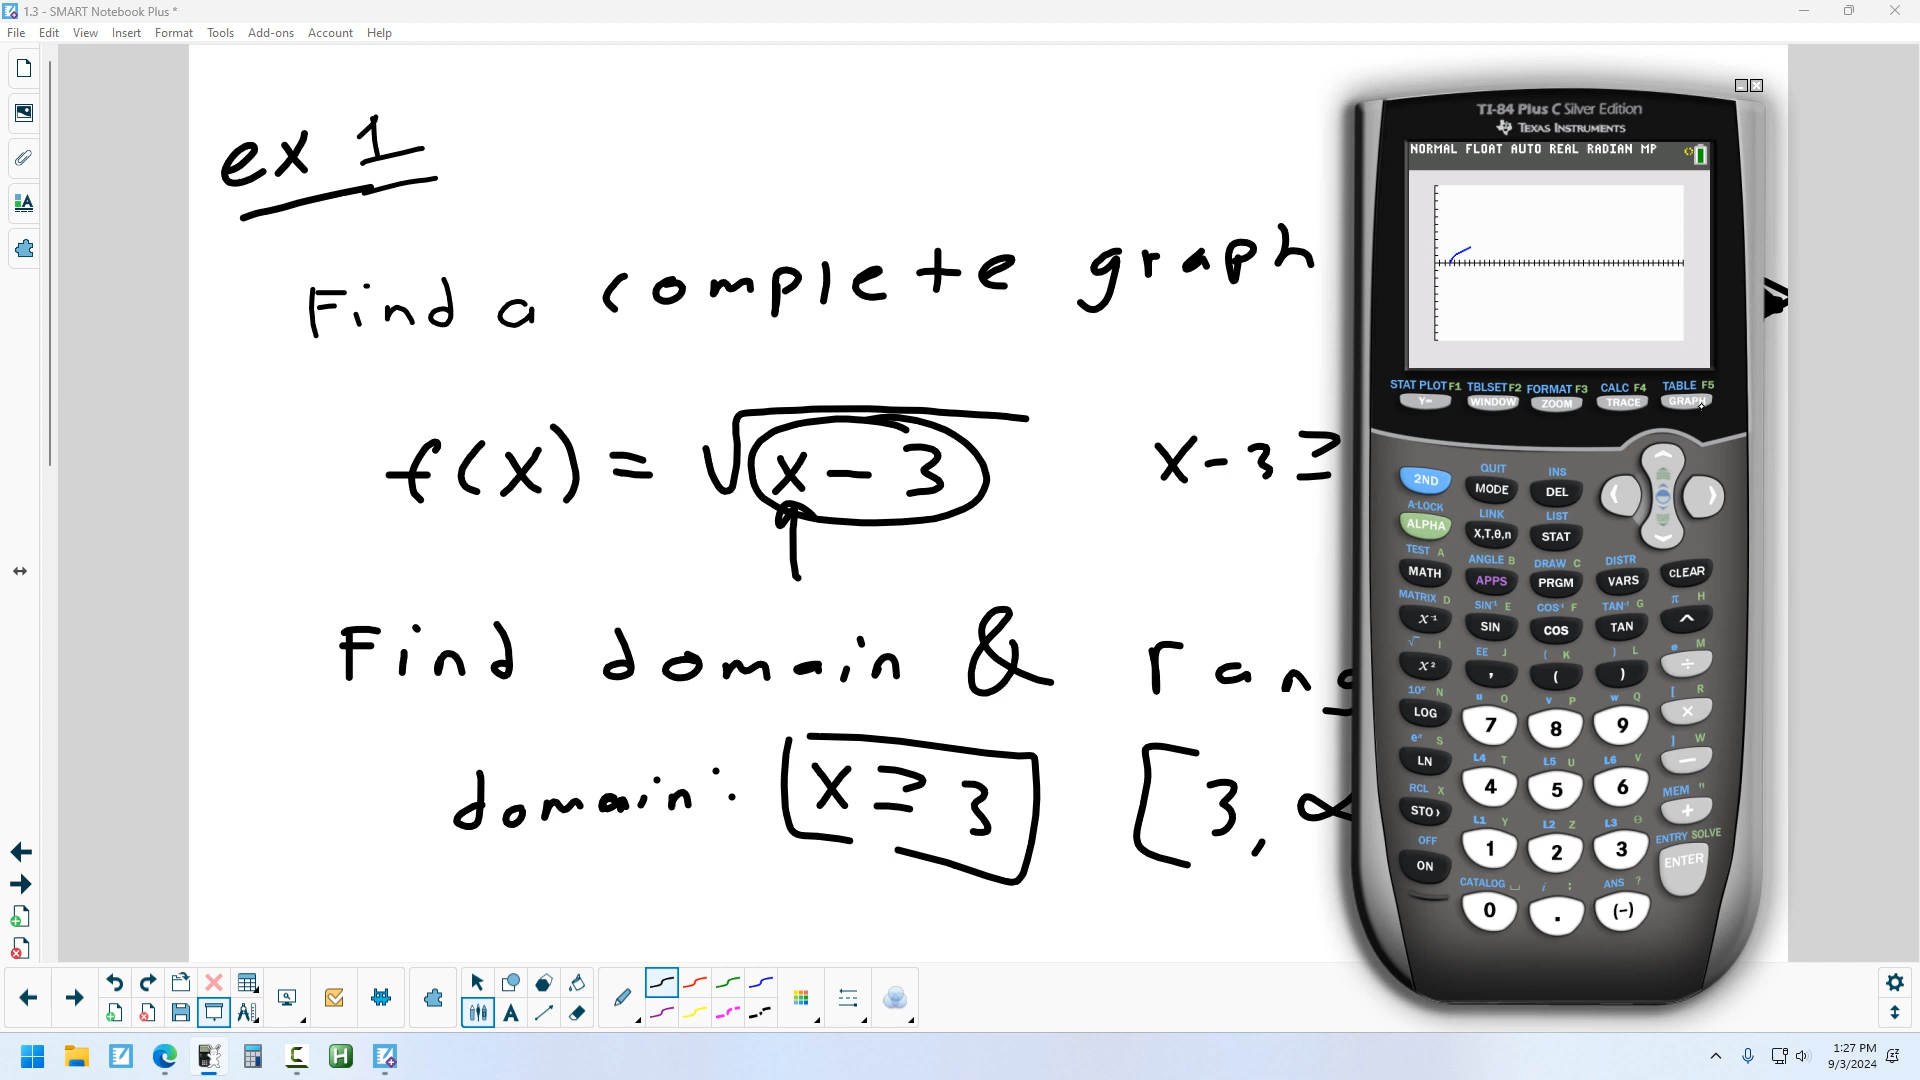 1.3 - SMART Notebook Plus *
File Edit View Insert Format Tools Add-ons Account Help
ex 1
Find a complete graph
f(x) = √x - 3
x - 3 ≥
Find domain &
domain: x ≥ 3
[3,
TI-84 Plus C Silver Edition
TEXAS INSTRUMENTS
NORMAL FLOAT AUTO REAL RADIAN MP
STAT PLOT F1 TBLSET F2 FORMAT F3 CALC F4 TABLE F5
Y= WINDOW ZOOM TRACE GRAPH
QUIT INS
2ND MODE DEL
A-LOCK LINK LIST
ALPHA X,T,θ,n STAT
TEST A ANGLE B DRAW C DISTR
MATH APPS PRGM VARS CLEAR
MATRIX D SIN⁻¹ E COS⁻¹ F TAN⁻¹ G π H
X⁻¹ SIN COS TAN ^
√ I EE J { K } L e M
X² , ( ) ÷
10ˣ N u O v P w Q [ R
LOG 7 8 9 ×
eˣ S L4 T L5 U L6 V ] W
LN 4 5 6 −
RCL X L1 Y L2 Z L3 θ MEM "
STO› 1 2 3 +
OFF ENTRY SOLVE
ON ENTER
CATALOG ⎵ i : ANS ?
0 . (-)
1:27 PM
9/3/2024